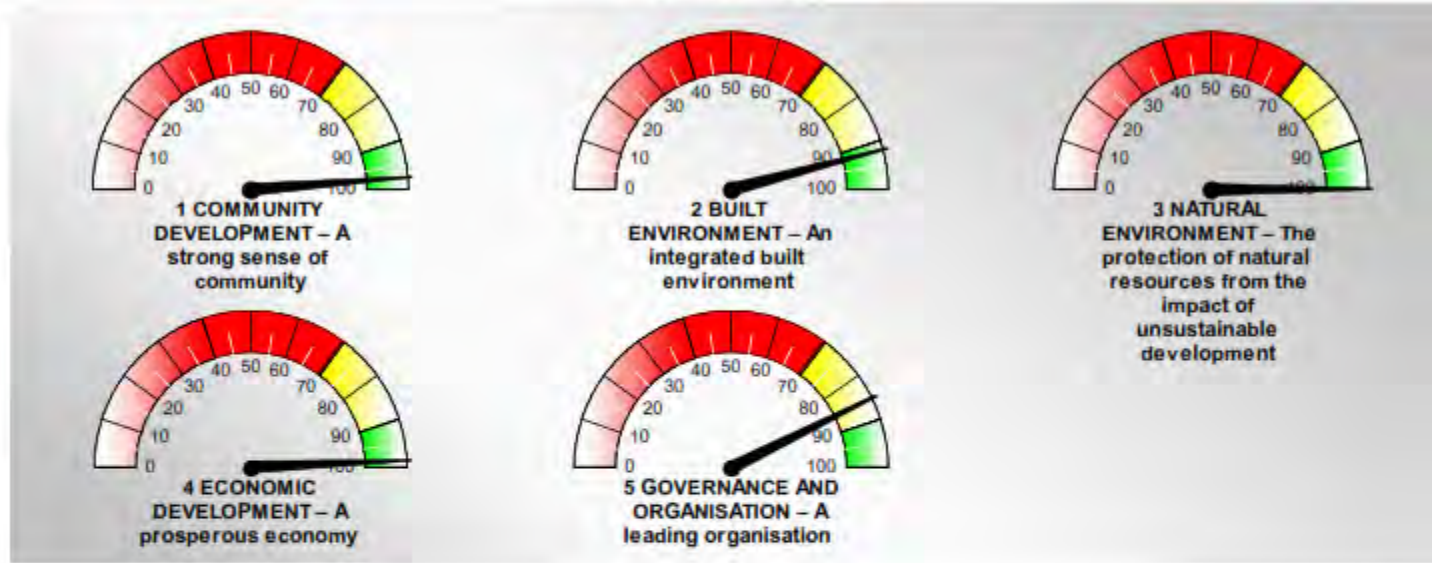 0 10 20 30 40 50 60 70 80 90 100
1 COMMUNITY
DEVELOPMENT – A
strong sense of
community
0 10 20 30 40 50 60 70 80 90 100
2 BUILT
ENVIRONMENT – An
integrated built
environment
0 10 20 30 40 50 60 70 80 90 100
3 NATURAL
ENVIRONMENT – The
protection of natural
resources from the
impact of
unsustainable
development
0 10 20 30 40 50 60 70 80 90 100
4 ECONOMIC
DEVELOPMENT – A
prosperous economy
0 10 20 30 40 50 60 70 80 90 100
5 GOVERNANCE AND
ORGANISATION – A
leading organisation